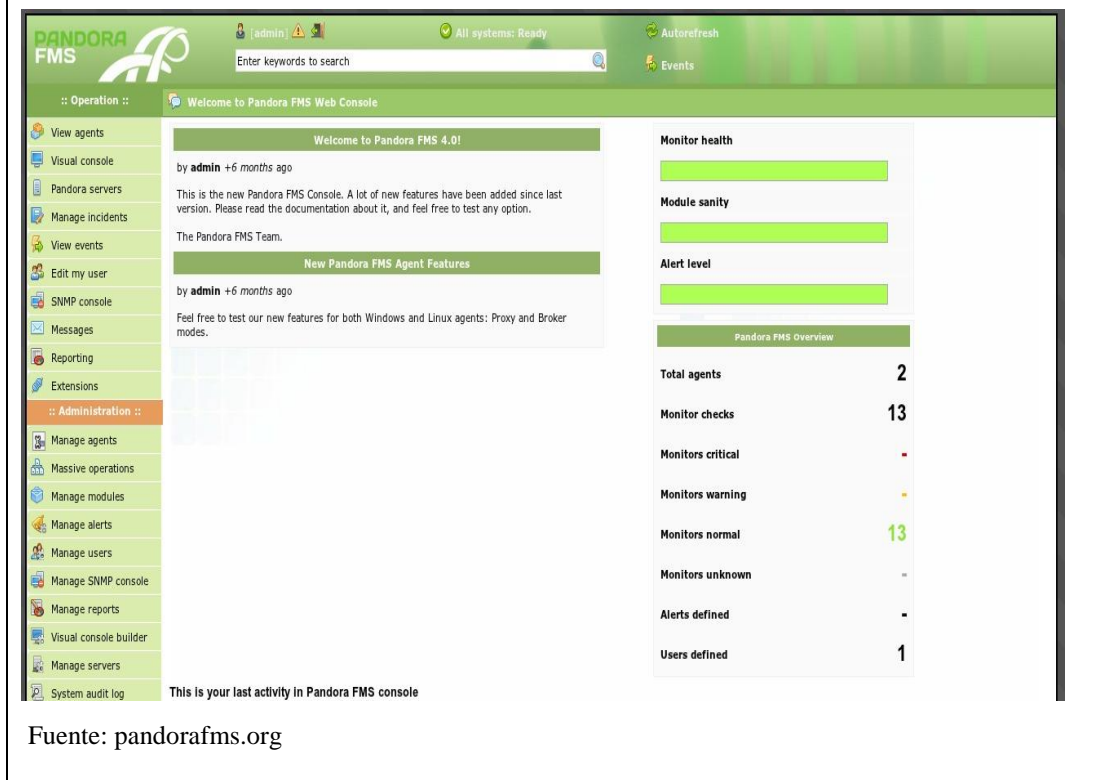 PANDORA
FMS
[admin]
All systems: Ready
Autorefresh
Enter keywords to search
Events
:: Operation ::
Welcome to Pandora FMS Web Console
View agents
Visual console
Pandora servers
Manage incidents
View events
Edit my user
SNMP console
Messages
Reporting
Extensions
:: Administration ::
Manage agents
Massive operations
Manage modules
Manage alerts
Manage users
Manage SNMP console
Manage reports
Visual console builder
Manage servers
System audit log
Welcome to Pandora FMS 4.0!
by admin +6 months ago
This is the new Pandora FMS Console. A lot of new features have been added since last
version. Please read the documentation about it, and feel free to test any option.
The Pandora FMS Team.
New Pandora FMS Agent Features
by admin +6 months ago
Feel free to test our new features for both Windows and Linux agents: Proxy and Broker
modes.
This is your last activity in Pandora FMS console
Monitor health
Module sanity
Alert level
Pandora FMS Overview
Total agents 2
Monitor checks 13
Monitors critical -
Monitors warning -
Monitors normal 13
Monitors unknown -
Alerts defined -
Users defined 1
Fuente: pandorafms.org